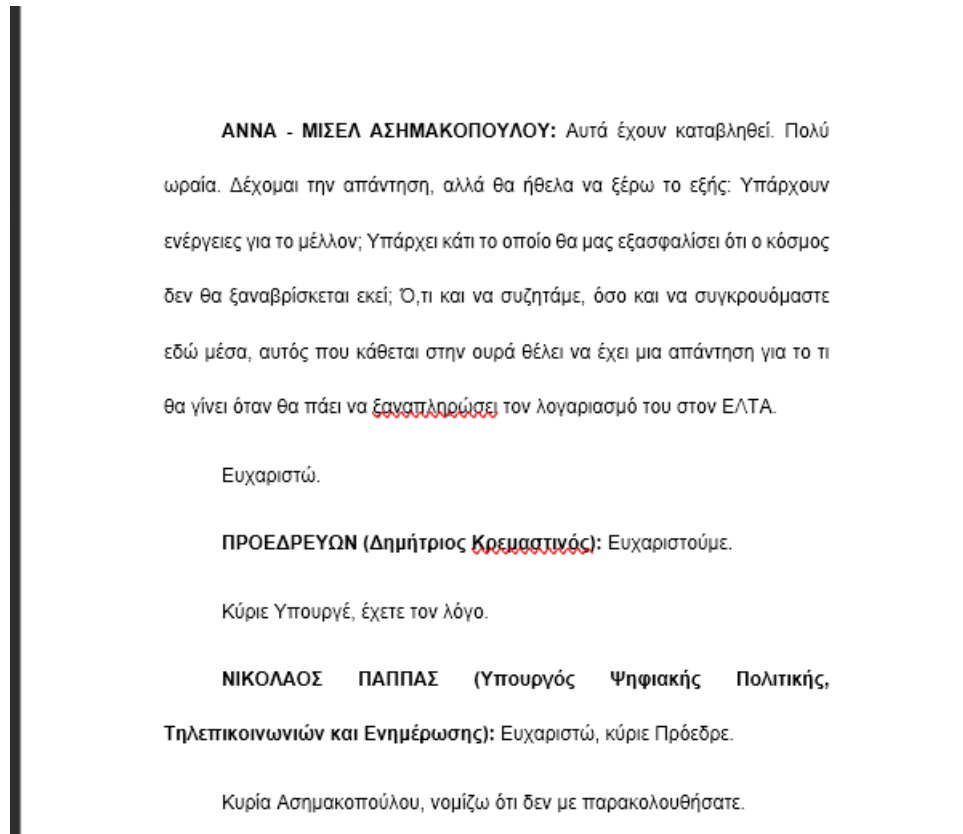 ΑΝΝΑ - ΜΙΣΕΛ ΑΣΗΜΑΚΟΠΟΥΛΟΥ: Αυτά έχουν καταβληθεί. Πολύ
ωραία. Δέχομαι την απάντηση, αλλά θα ήθελα να ξέρω το εξής: Υπάρχουν
ενέργειες για το μέλλον; Υπάρχει κάτι το οποίο θα μας εξασφαλίσει ότι ο κόσμος
δεν θα ξαναβρίσκεται εκεί; Ό,τι και να συζητάμε, όσο και να συγκρουόμαστε
εδώ μέσα, αυτός που κάθεται στην ουρά θέλει να έχει μια απάντηση για το τι
θα γίνει όταν θα πάει να ξαναπληρώσει τον λογαριασμό του στον ΕΛΤΑ.
Ευχαριστώ.
ΠΡΟΕΔΡΕΥΩΝ (Δημήτριος Κρεμαστινός): Ευχαριστούμε.
Κύριε Υπουργέ, έχετε τον λόγο.
ΝΙΚΟΛΑΟΣ ΠΑΠΠΑΣ (Υπουργός Ψηφιακής Πολιτικής,
Τηλεπικοινωνιών και Ενημέρωσης): Ευχαριστώ, κύριε Πρόεδρε.
Κυρία Ασημακοπούλου, νομίζω ότι δεν με παρακολουθήσατε.